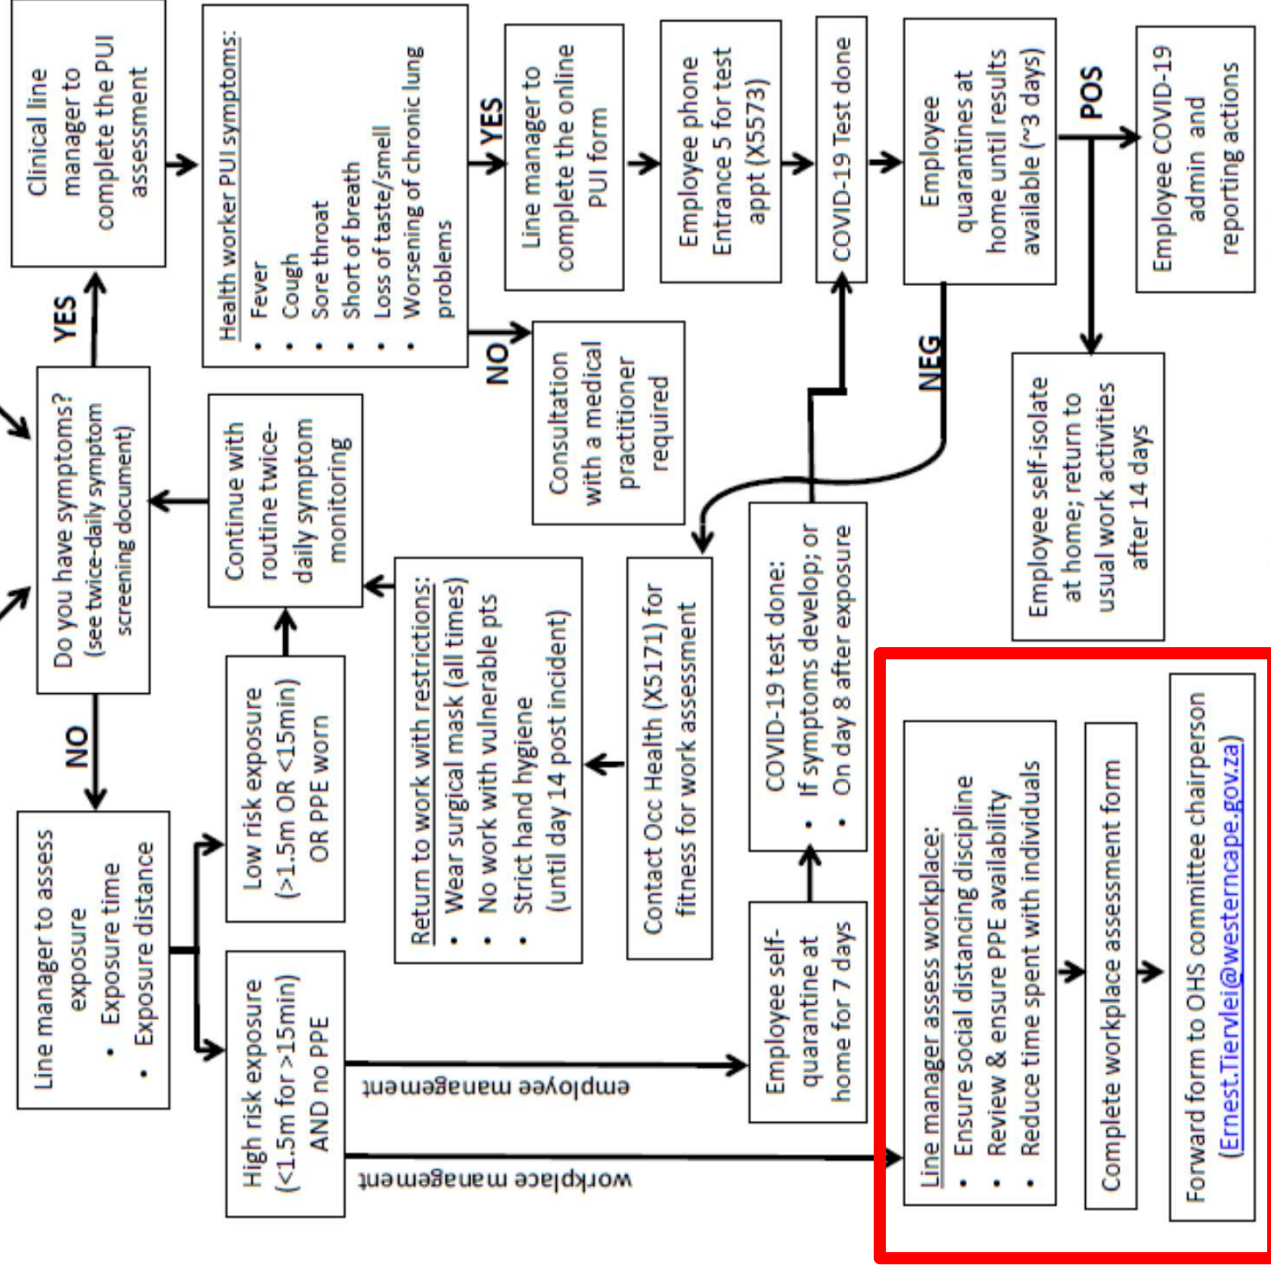 Do you have symptoms?
(see twice-daily symptom
screening document)
NO
YES
Line manager to assess
exposure
• Exposure time
• Exposure distance
Clinical line
manager to
complete the PUI
assessment
High risk exposure
(<1.5m for >15min)
AND no PPE
Low risk exposure
(>1.5m OR <15min)
OR PPE worn
Continue with
routine twice-
daily symptom
monitoring
Health worker PUI symptoms:
• Fever
• Cough
• Sore throat
• Short of breath
• Loss of taste/smell
• Worsening of chronic lung
problems
workplace management
employee management
Return to work with restrictions:
• Wear surgical mask (all times)
• No work with vulnerable pts
• Strict hand hygiene
(until day 14 post incident)
NO
YES
Consultation
with a medical
practitioner
required
Line manager to
complete the online
PUI form
Contact Occ Health (X5171) for
fitness for work assessment
Employee phone
Entrance 5 for test
appt (X5573)
Employee self-
quarantine at
home for 7 days
COVID-19 test done:
• If symptoms develop; or
• On day 8 after exposure
COVID-19 Test done
NEG
Employee
quarantines at
home until results
available (~3 days)
POS
Line manager assess workplace:
• Ensure social distancing discipline
• Review & ensure PPE availability
• Reduce time spent with individuals
Employee self-isolate
at home; return to
usual work activities
after 14 days
Complete workplace assessment form
Employee COVID-19
admin and
reporting actions
Forward form to OHS committee chairperson
(Ernest.Tiervlei@westerncape.gov.za)